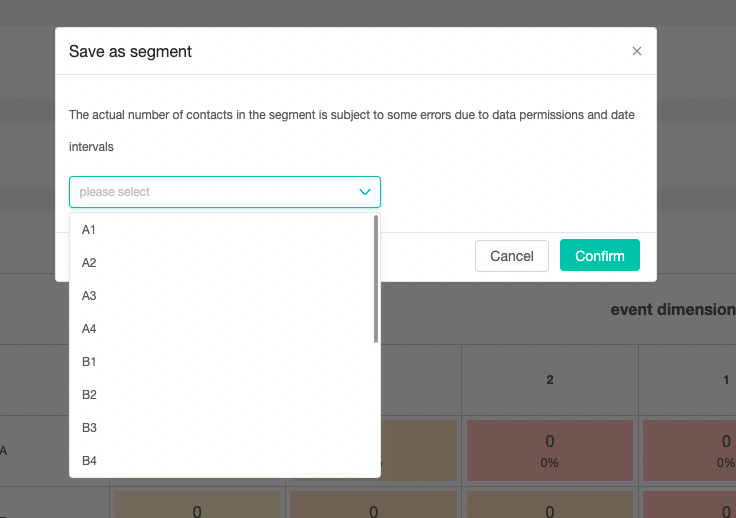 Save as segment
×
The actual number of contacts in the segment is subject to some errors due to data permissions and date
intervals
please select
A1
A2
A3
A4
B1
B2
B3
B4
Cancel
Confirm
event dimension
2
1
A
0
0
0%
0%
0
0
0
0